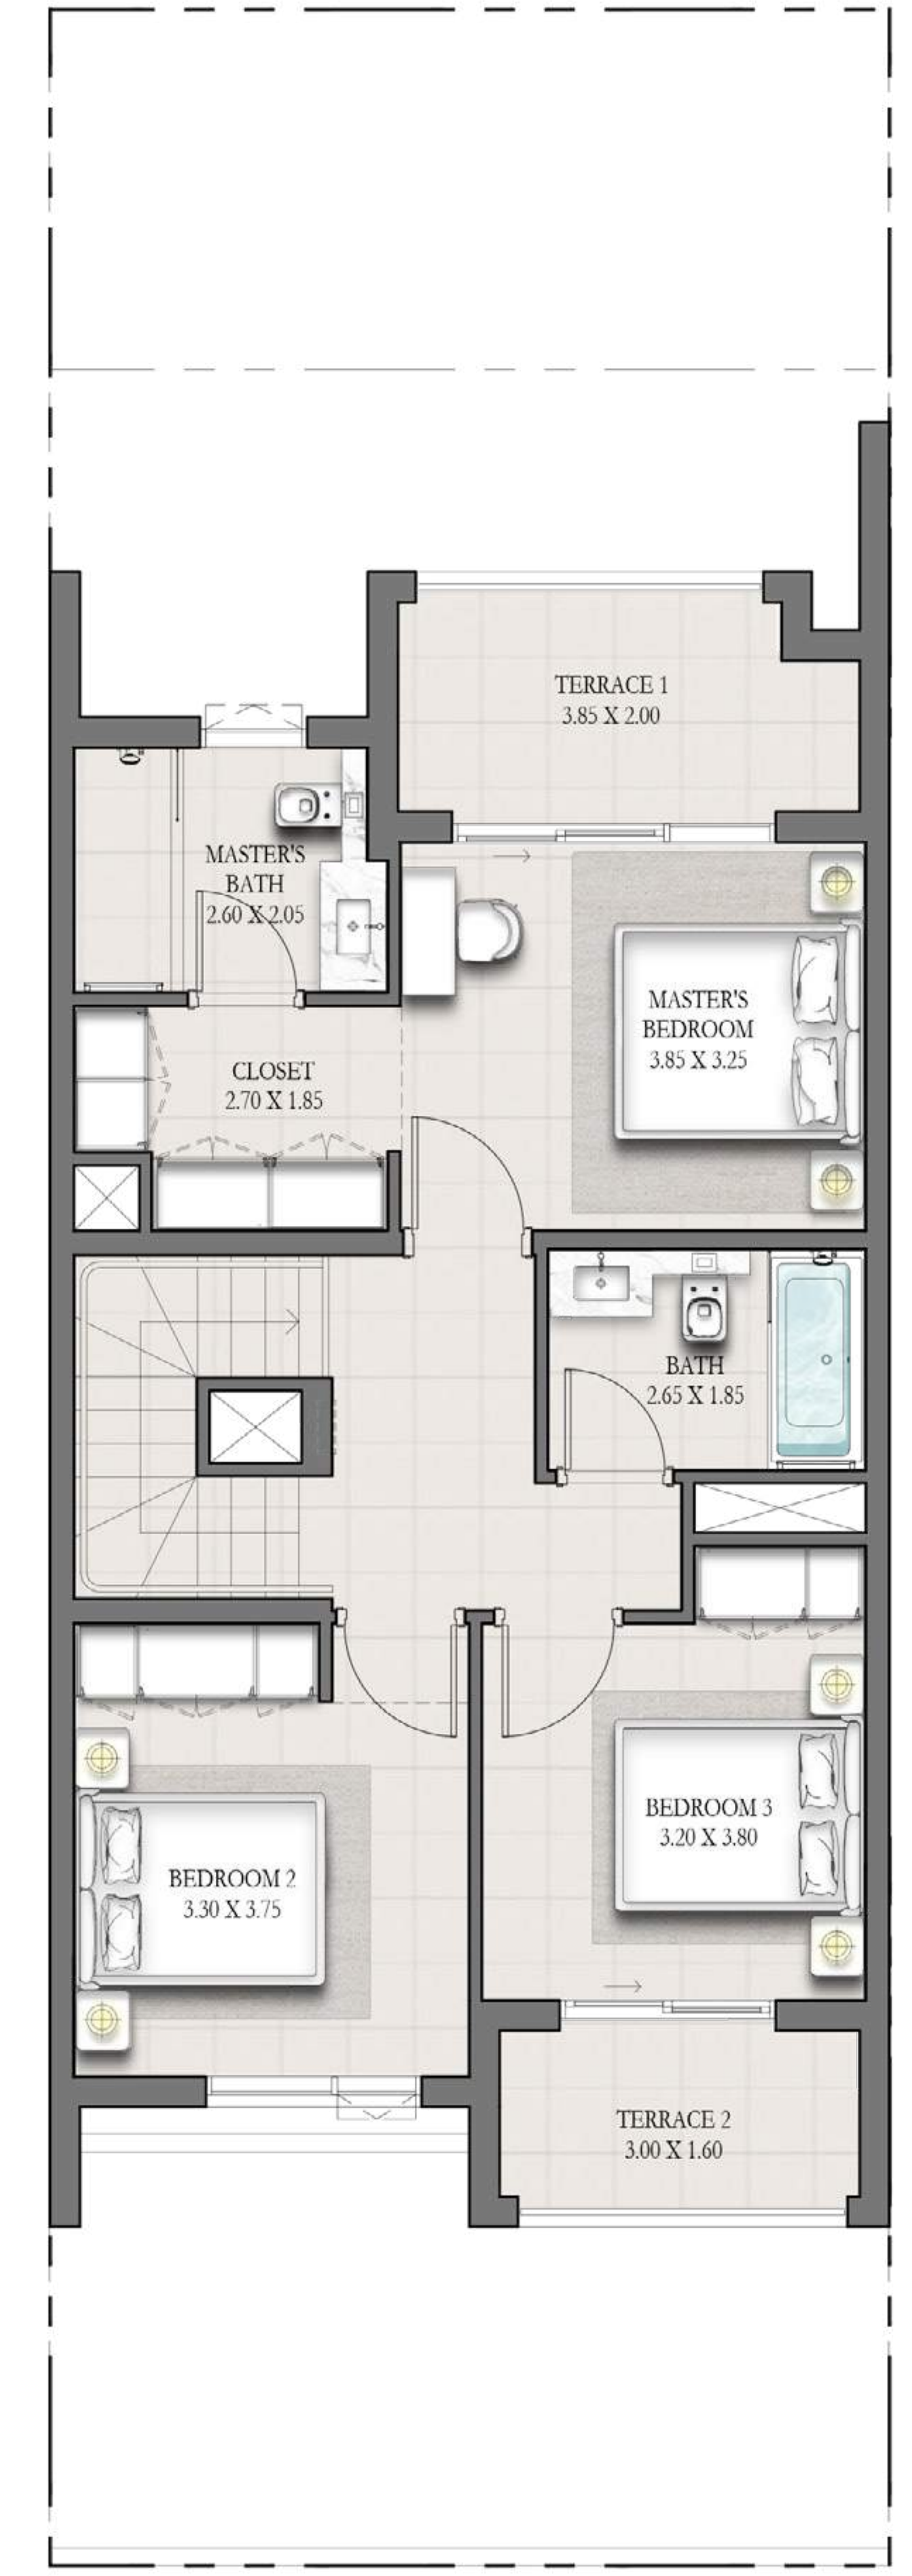 TERRACE 1
3.85 X 2.00
MASTER'S
BATH
2.60 X 2.05
MASTER'S
BEDROOM
3.85 X 3.25
CLOSET
2.70 X 1.85
BATH
2.65 X 1.85
BEDROOM 3
3.20 X 3.80
BEDROOM 2
3.30 X 3.75
TERRACE 2
3.00 X 1.60